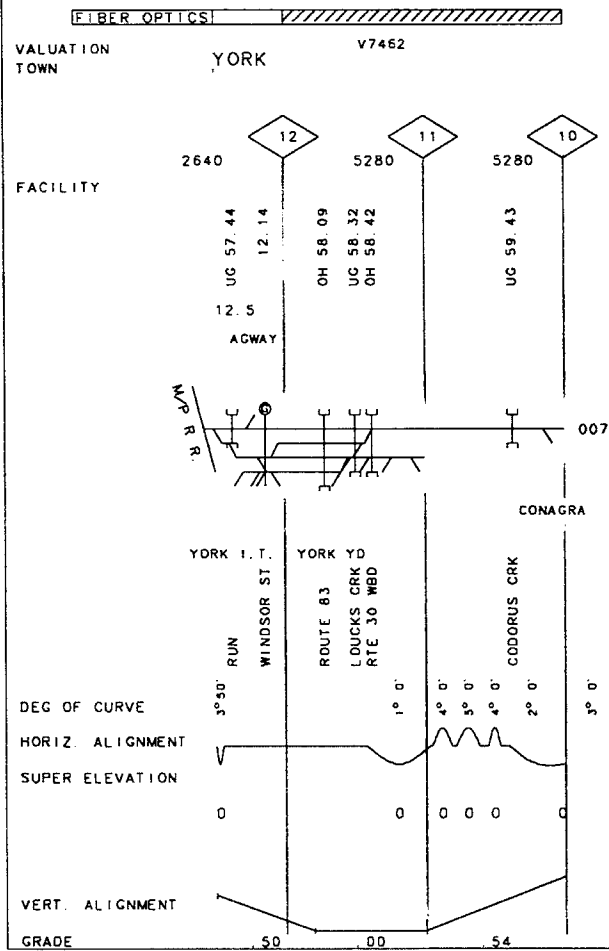 FIBER OPTICS
VALUATION V7462
TOWN YORK
12 11 10
2640 5280 5280
FACILITY
UG 57.44
12.14
OH 58.09
UG 58.32
OH 58.42
UG 59.43
12.5
AGWAY
M/P R R.
G
007
CONAGRA
YORK I.T. YORK YD
RUN
WINDSOR ST
ROUTE 83
LOUCKS CRK
RTE 30 WBD
CODORUS CRK
DEG OF CURVE 3° 50' 1° 0' 4° 0' 5° 0' 4° 0' 2° 0' 3° 0'
HORIZ. ALIGNMENT
SUPER ELEVATION
0 0 0 0 0 0
VERT. ALIGNMENT
GRADE .50 .00 .54